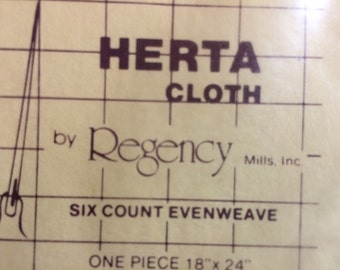 HERTA
CLOTH
by Regency Mills, Inc.
SIX COUNT EVENWEAVE
ONE PIECE 18" x 24"